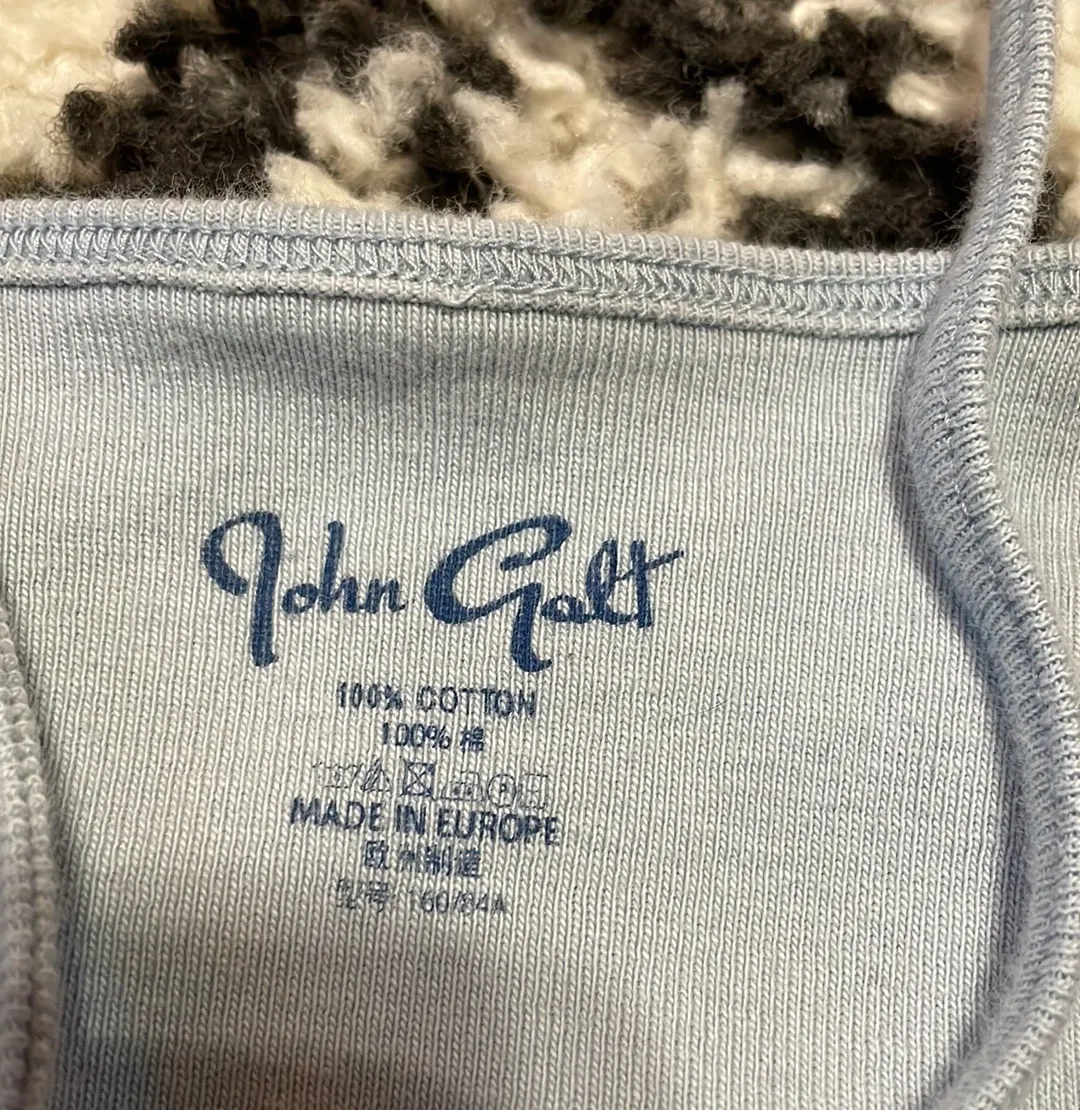 John Galt
100% COTTON
100% 棉
MADE IN EUROPE
欧洲制造
型号: 160/84A